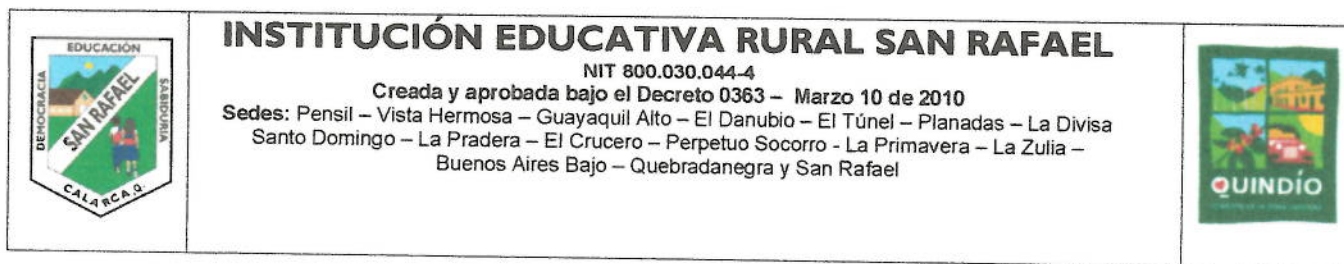 EDUCACIÓN
DEMOCRACIA
SABIDURIA
SAN RAFAEL
CALARCA, Q.
INSTITUCIÓN EDUCATIVA RURAL SAN RAFAEL
NIT 800.030.044-4
Creada y aprobada bajo el Decreto 0363 – Marzo 10 de 2010
Sedes: Pensil – Vista Hermosa – Guayaquil Alto – El Danubio – El Túnel – Planadas – La Divisa
Santo Domingo – La Pradera – El Crucero – Perpetuo Socorro - La Primavera – La Zulia –
Buenos Aires Bajo – Quebradanegra y San Rafael
QUINDÍO